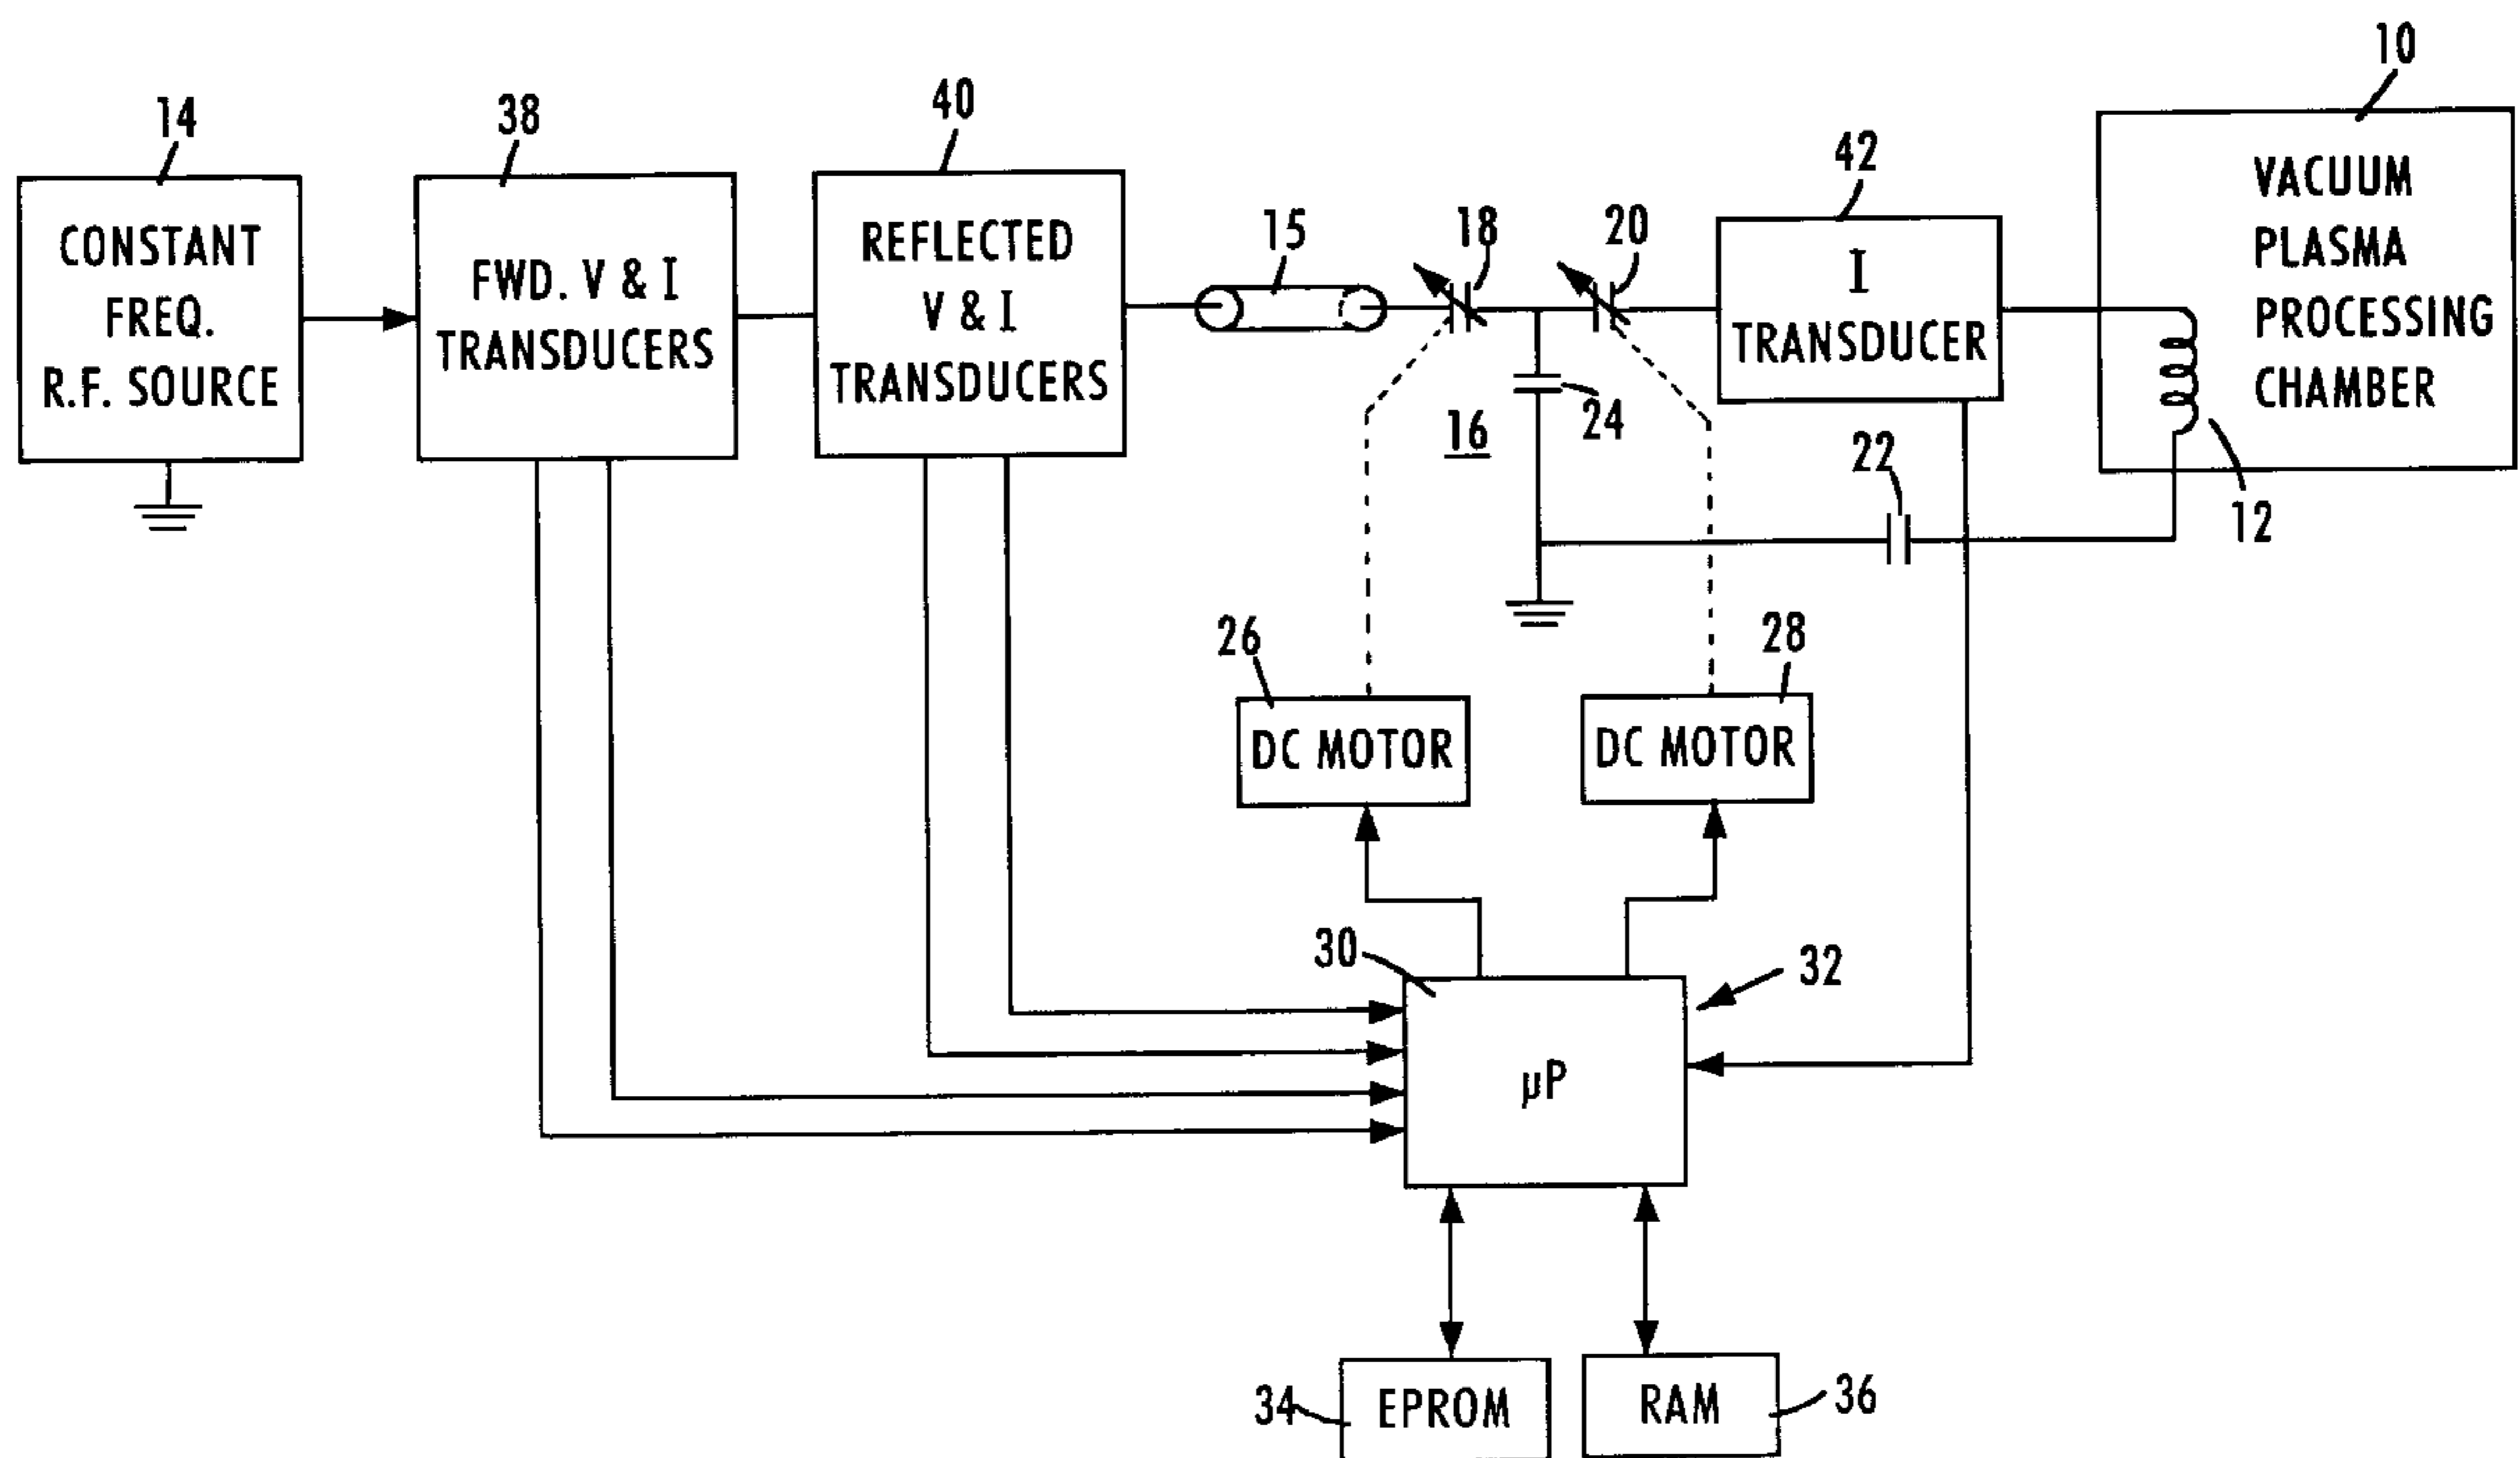 14
38
40
42
10
CONSTANT
FREQ.
R.F. SOURCE
FWD. V & I
TRANSDUCERS
REFLECTED
V & I
TRANSDUCERS
15
18
20
I
TRANSDUCER
VACUUM
PLASMA
PROCESSING
CHAMBER
16
24
22
12
26
28
DC MOTOR
DC MOTOR
30
32
µP
34
EPROM
RAM
36